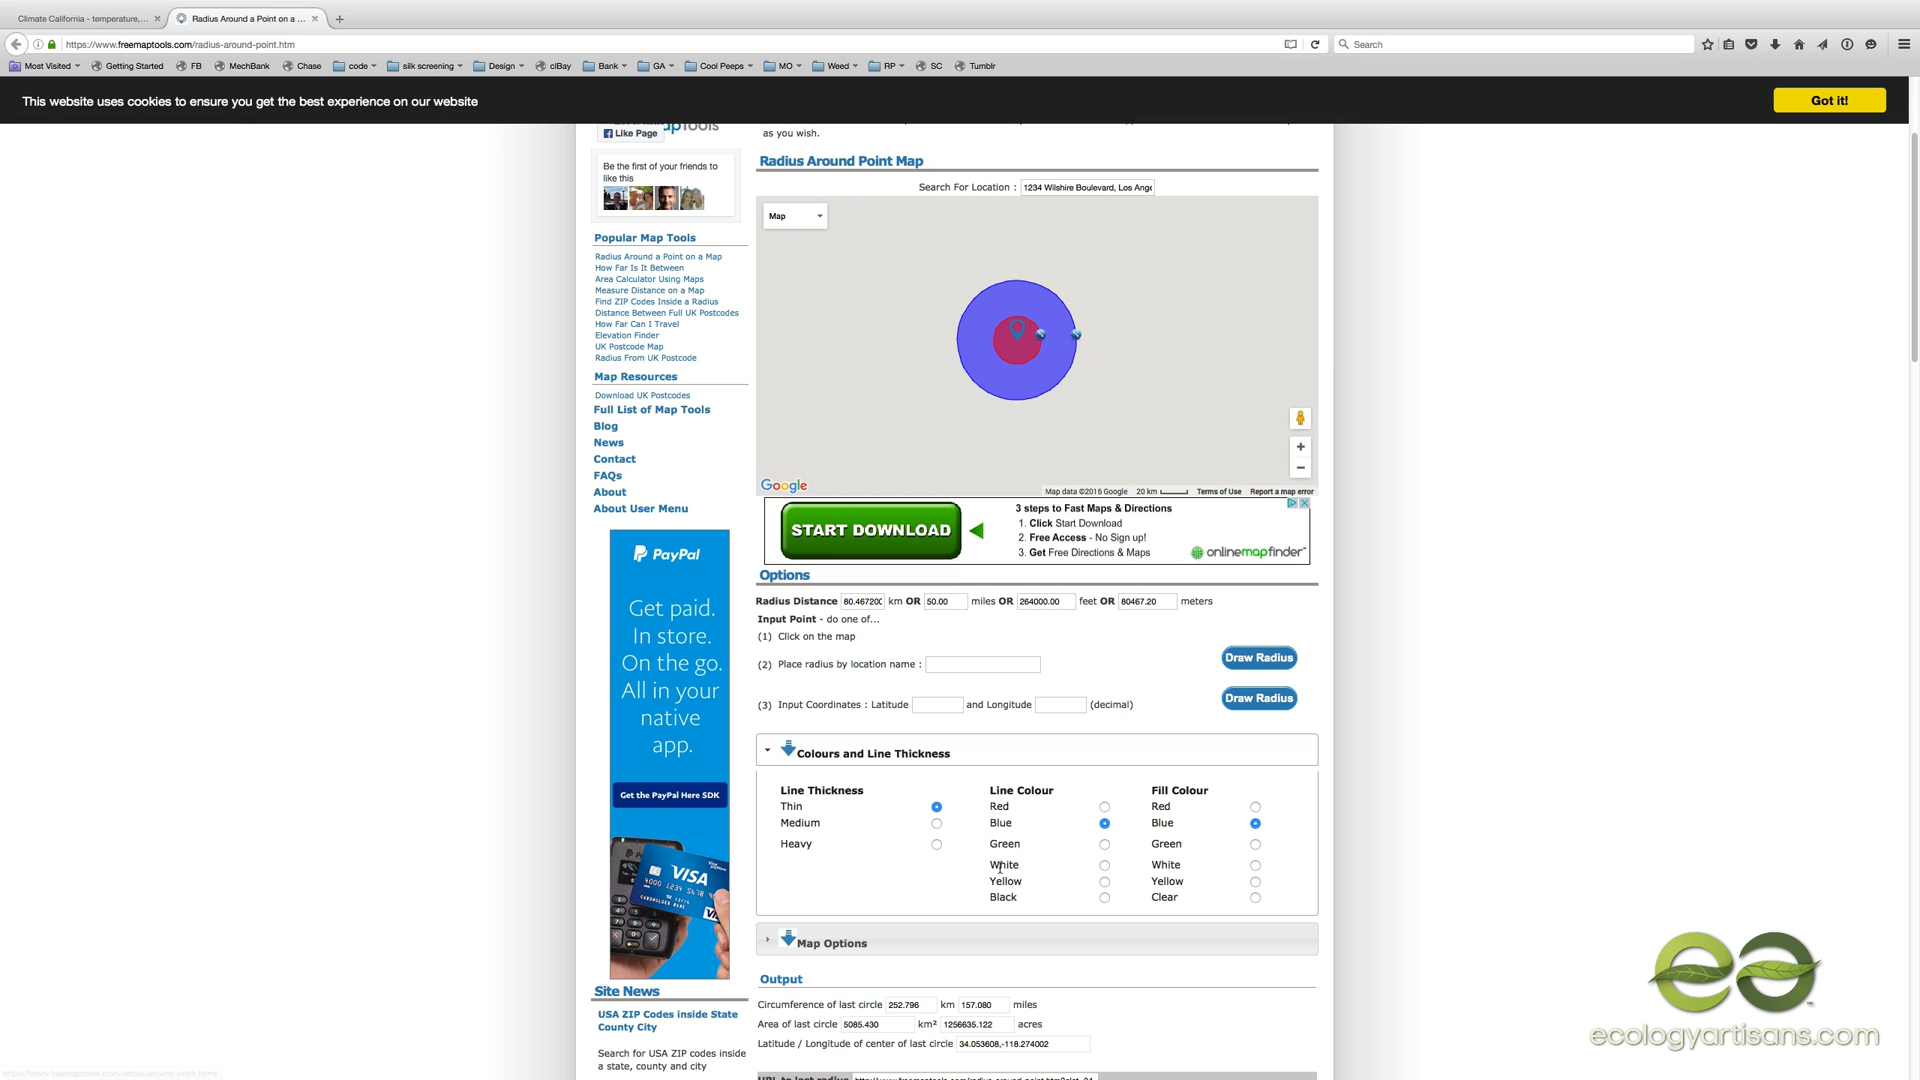 Climate California - temperature,...
Radius Around a Point on a ...
https://www.freemaptools.com/radius-around-point.htm
Search
Most Visited
Getting Started
FB
MechBank
Chase
code
silk screening
Design
clBay
Bank
GA
Cool Peeps
MO
Weed
RP
SC
Tumblr
This website uses cookies to ensure you get the best experience on our website
Got it!
Like Page
as you wish.
Be the first of your friends to
like this
Popular Map Tools
Radius Around a Point on a Map
How Far Is It Between
Area Calculator Using Maps
Measure Distance on a Map
Find ZIP Codes Inside a Radius
Distance Between Full UK Postcodes
How Far Can I Travel
Elevation Finder
UK Postcode Map
Radius From UK Postcode
Map Resources
Download UK Postcodes
Full List of Map Tools
Blog
News
Contact
FAQs
About
About User Menu
PayPal
Get paid.
In store.
On the go.
All in your
native
app.
Get the PayPal Here SDK
VISA
Site News
USA ZIP Codes inside State
County City
Search for USA ZIP codes inside
a state, county and city
Radius Around Point Map
Search For Location : 1234 Wilshire Boulevard, Los Ange
Map
Google
Map data ©2016 Google 20 km Terms of Use Report a map error
START DOWNLOAD
3 steps to Fast Maps & Directions
1. Click Start Download
2. Free Access - No Sign up!
3. Get Free Directions & Maps
onlinemapfinder™
Options
Radius Distance 80.467200 km OR 50.00 miles OR 264000.00 feet OR 80467.20 meters
Input Point - do one of...
(1) Click on the map
(2) Place radius by location name :
Draw Radius
(3) Input Coordinates : Latitude and Longitude (decimal)
Draw Radius
Colours and Line Thickness
Line Thickness Line Colour Fill Colour
Thin Red Red
Medium Blue Blue
Heavy Green Green
White White
Yellow Yellow
Black Clear
Map Options
Output
Circumference of last circle 252.796 km 157.080 miles
Area of last circle 5085.430 km² 1256635.122 acres
Latitude / Longitude of center of last circle 34.053608,-118.274002
https://www.freemaptools.com/radius-around-point.htm#
ecologyartisans.com